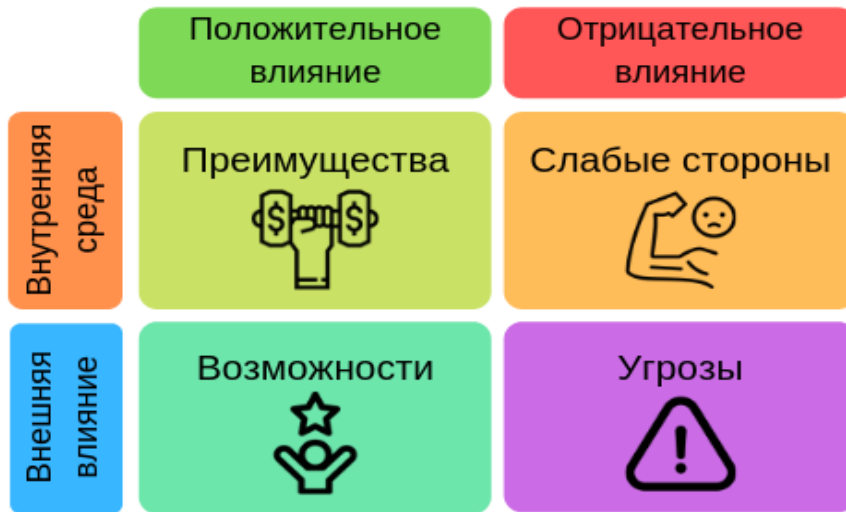 Положительное
влияние
Отрицательное
влияние
Внутренняя
среда
Преимущества
$ $
Слабые стороны
Внешняя
влияние
Возможности
Угрозы
!